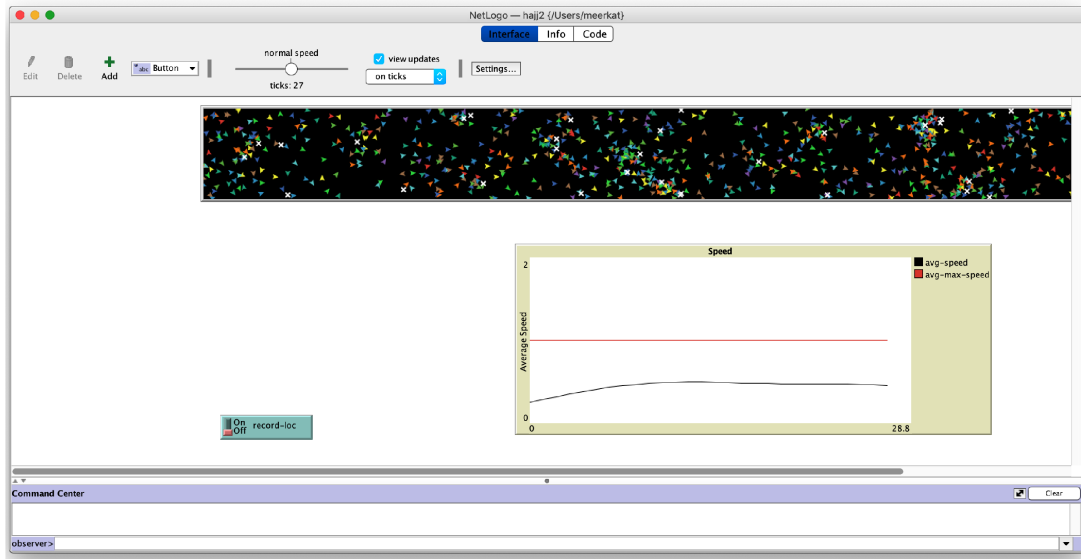 NetLogo — hajj2 {/Users/meerkat}
Interface Info Code
Edit Delete Add abc Button normal speed ticks: 27 view updates on ticks Settings...
Speed
2
Average Speed
0
0 28.8
avg-speed
avg-max-speed
On
Off record-loc
Command Center Clear
observer>